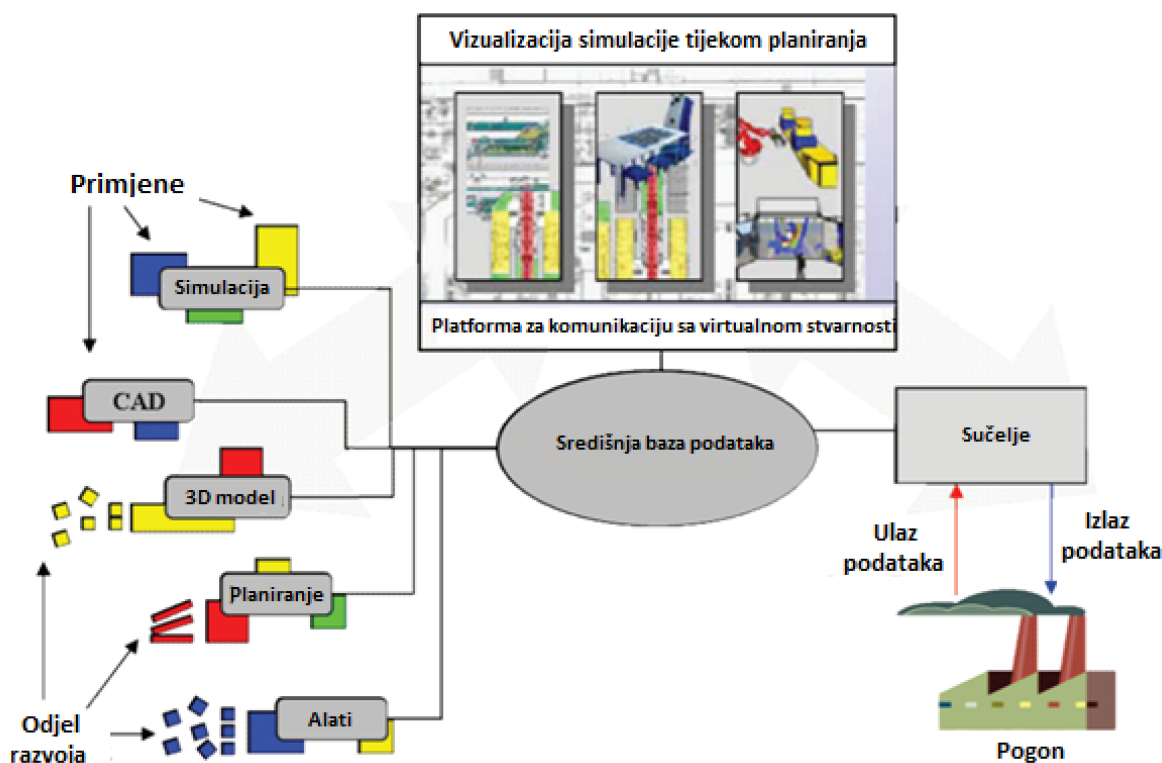 Vizualizacija simulacije tijekom planiranja
Platforma za komunikaciju sa virtualnom stvarnosti
Primjene
Simulacija
CAD
3D model
Planiranje
Alati
Odjel
razvoja
Središnja baza podataka
Sučelje
Ulaz
podataka
Izlaz
podataka
Pogon